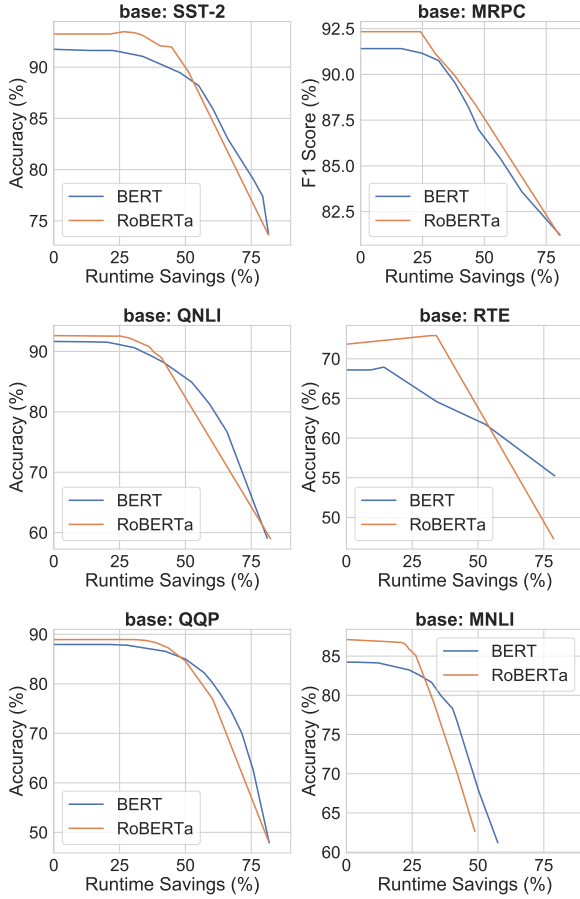 base: SST-2
Accuracy (%)
90
85
80
75
BERT
RoBERTa
0 25 50 75
Runtime Savings (%)
base: MRPC
F1 Score (%)
92.5
90.0
87.5
85.0
82.5
BERT
RoBERTa
0 25 50 75
Runtime Savings (%)
base: QNLI
Accuracy (%)
90
80
70
60
BERT
RoBERTa
0 25 50 75
Runtime Savings (%)
base: RTE
Accuracy (%)
70
65
60
55
50
BERT
RoBERTa
0 25 50 75
Runtime Savings (%)
base: QQP
Accuracy (%)
90
80
70
60
50
BERT
RoBERTa
0 25 50 75
Runtime Savings (%)
base: MNLI
Accuracy (%)
85
80
75
70
65
60
BERT
RoBERTa
0 25 50 75
Runtime Savings (%)